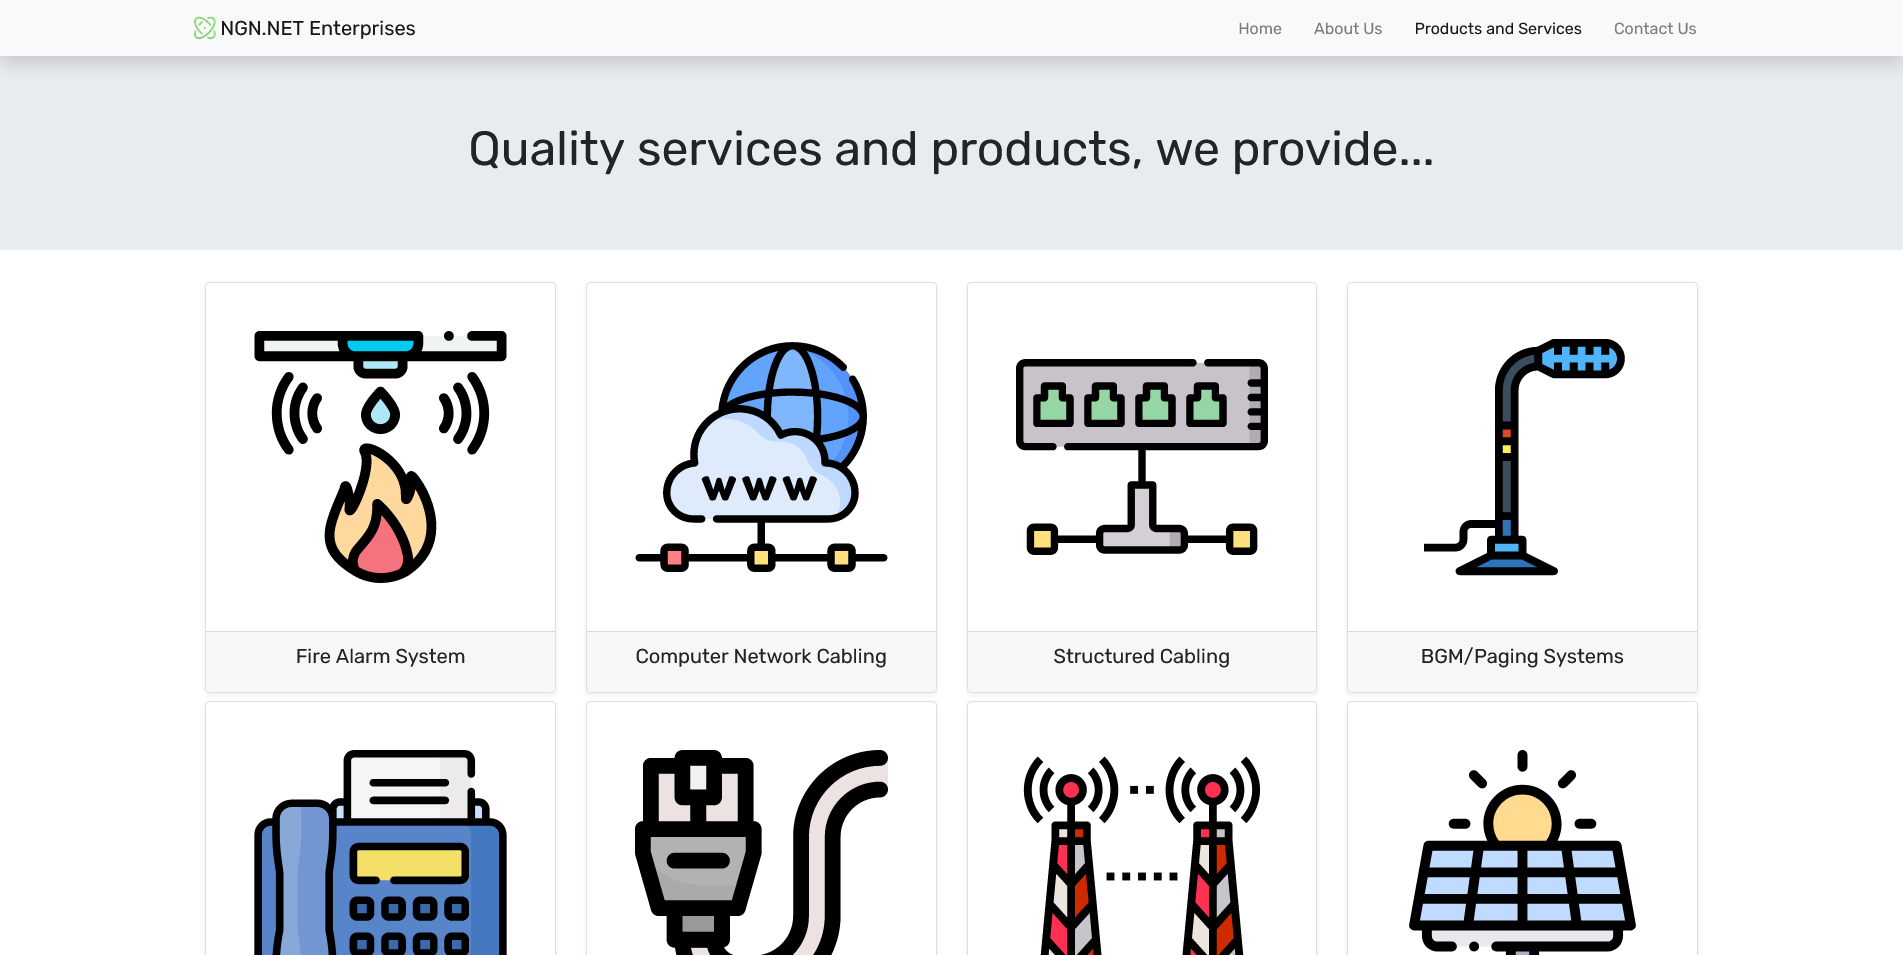 NGN.NET Enterprises
Home
About Us
Products and Services
Contact Us
Quality services and products, we provide...
www
Fire Alarm System
Computer Network Cabling
Structured Cabling
BGM/Paging Systems